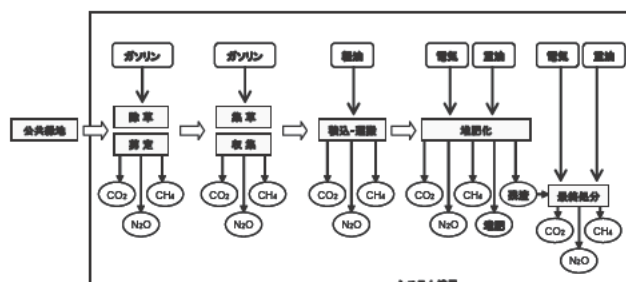 ガソリン ガソリン 軽油 電気 重油 電気 重油
公共緑地 除草 集草 積込・運搬 堆肥化
剪定 収集
CO2 CH4 CO2 CH4 CO2 CH4 CO2 CH4 残渣 最終処分
N2O N2O N2O N2O 堆肥 CO2 CH4
N2O